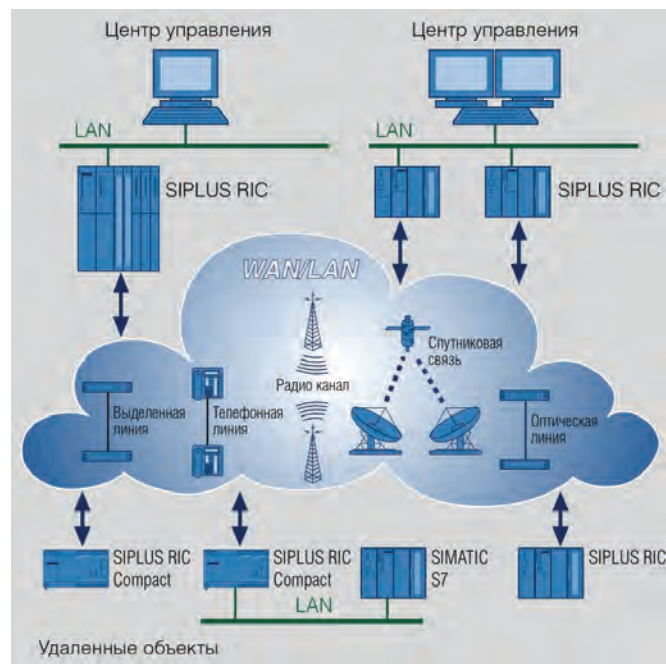 Центр управления
Центр управления
LAN
LAN
SIPLUS RIC
SIPLUS RIC
WAN/LAN
Спутниковая
связь
Радио канал
Выделенная
линия
Телефонная
линия
Оптическая
линия
SIPLUS RIC
Compact
SIPLUS RIC
Compact
SIMATIC
S7
SIPLUS RIC
LAN
Удаленные объекты